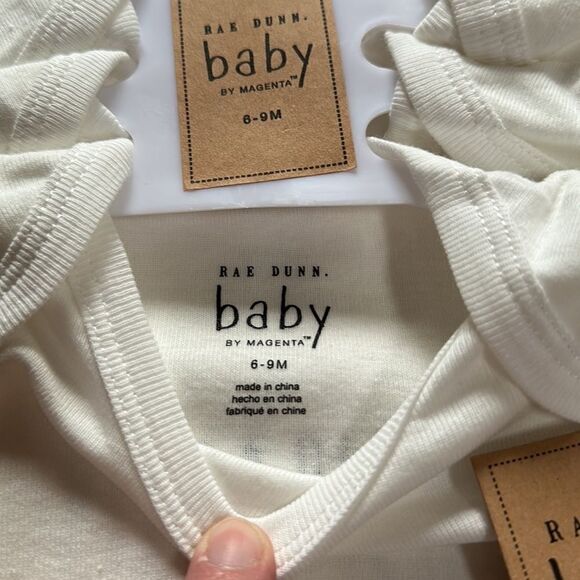 RAE DUNN.
baby
BY MAGENTA™
6-9M
RAE DUNN.
baby
BY MAGENTA™
6-9M
made in china
hecho en china
fabriqué en chine